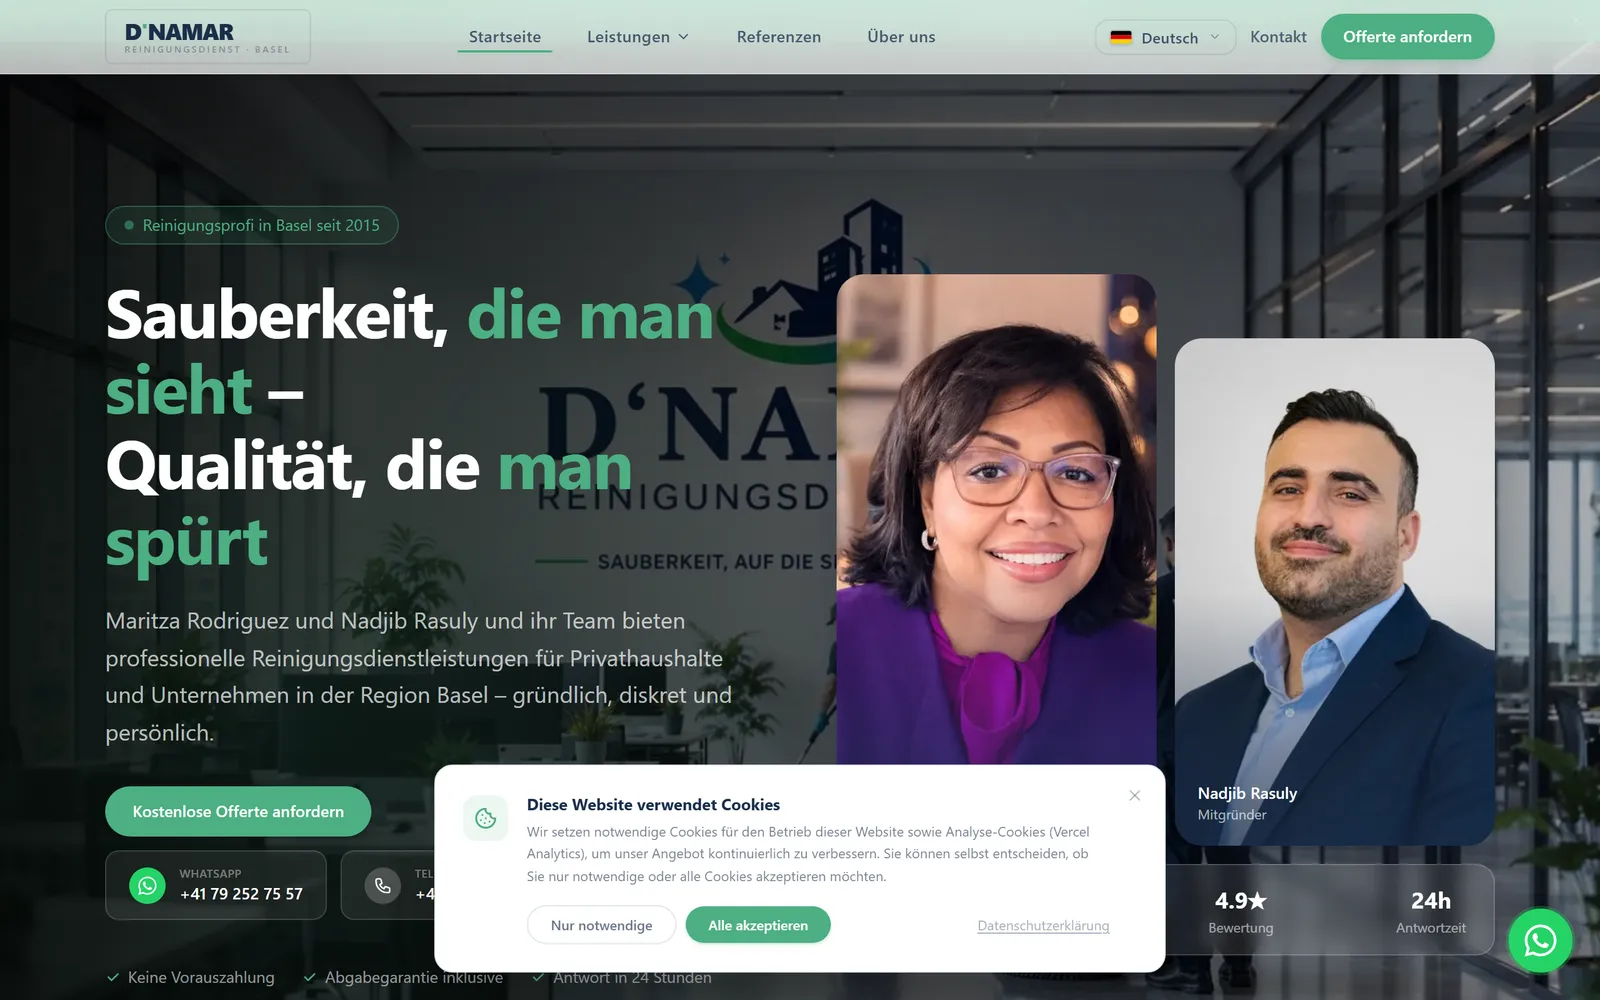 D'NAMAR
REINIGUNGSDIENST · BASEL
Startseite
Leistungen
Referenzen
Über uns
Deutsch
Kontakt
Offerte anfordern
Reinigungsprofi in Basel seit 2015
Sauberkeit, die man
sieht –
Qualität, die man
spürt
D‘NA
REINIGUNGSD
SAUBERKEIT, AUF DIE S
Maritza Rodriguez und Nadjib Rasuly und ihr Team bieten
professionelle Reinigungsdienstleistungen für Privathaushalte
und Unternehmen in der Region Basel – gründlich, diskret und
persönlich.
Kostenlose Offerte anfordern
WHATSAPP
+41 79 252 75 57
TEL
+4
Keine Vorauszahlung
Abgabegarantie inklusive
Antwort in 24 Stunden
Nadjib Rasuly
Mitgründer
4.9★
Bewertung
24h
Antwortzeit
Diese Website verwendet Cookies
Wir setzen notwendige Cookies für den Betrieb dieser Website sowie Analyse-Cookies (Vercel
Analytics), um unser Angebot kontinuierlich zu verbessern. Sie können selbst entscheiden, ob
Sie nur notwendige oder alle Cookies akzeptieren möchten.
Nur notwendige
Alle akzeptieren
Datenschutzerklärung